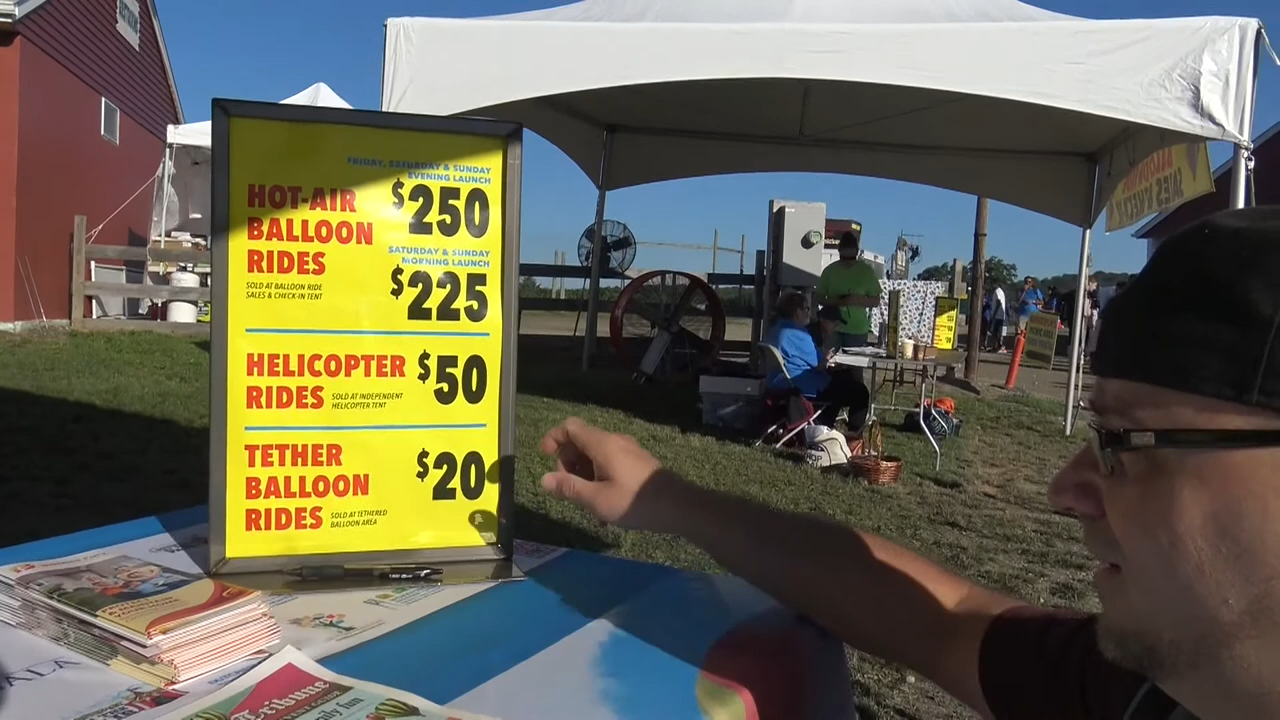 FRIDAY, SATURDAY & SUNDAY
EVENING LAUNCH
HOT-AIR
BALLOON
RIDES
$250
SATURDAY & SUNDAY
MORNING LAUNCH
$225
SOLD AT BALLOON RIDE
SALES & CHECK-IN TENT
HELICOPTER
RIDES
$50
SOLD AT INDEPENDENT
HELICOPTER TENT
TETHER
BALLOON
RIDES
$20
SOLD AT TETHERED
BALLOON AREA
Tribune